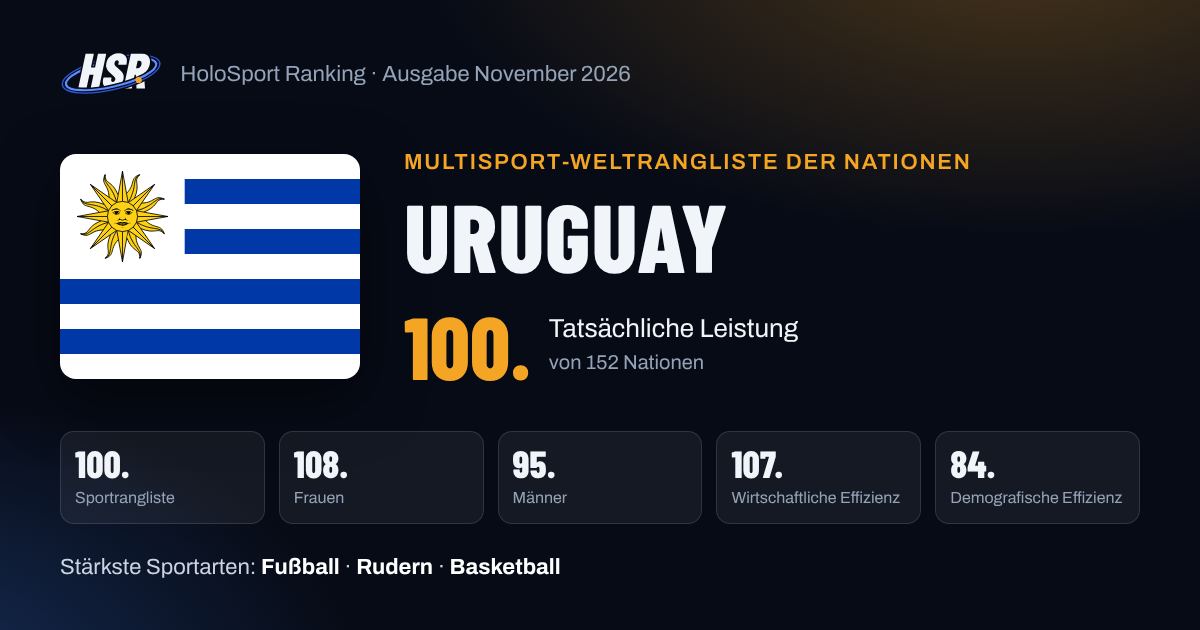 HSR
HoloSport Ranking · Ausgabe November 2026
MULTISPORT-WELTRANGLISTE DER NATIONEN
URUGUAY
100.
Tatsächliche Leistung
von 152 Nationen
100.
Sportrangliste
108.
Frauen
95.
Männer
107.
Wirtschaftliche Effizienz
84.
Demografische Effizienz
Stärkste Sportarten: Fußball · Rudern · Basketball